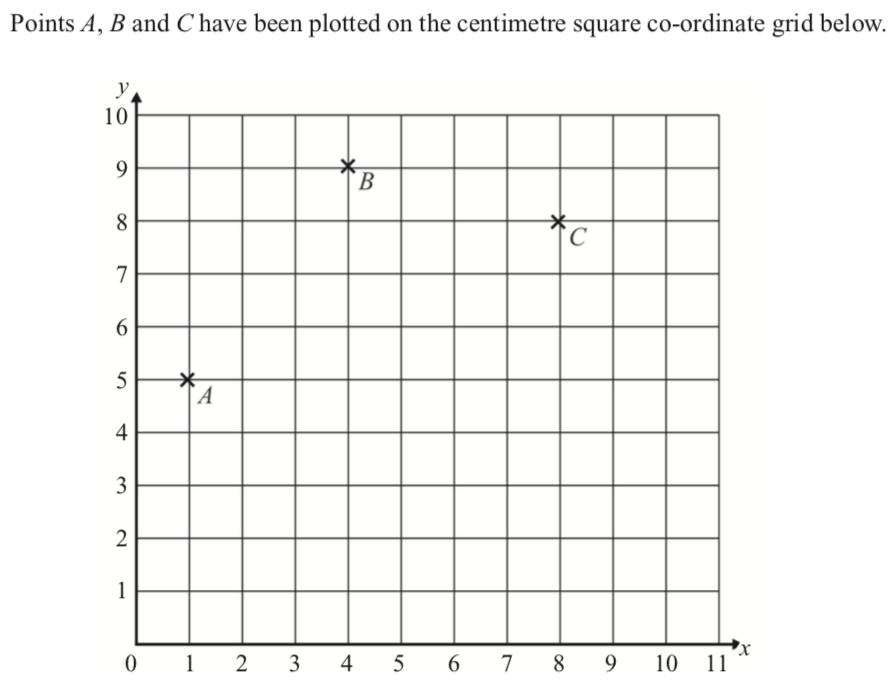 Points A, B and C have been plotted on the centimetre square co-ordinate grid below.
y
10
9
B
8
C
7
6
5
A
4
3
2
1
0 1 2 3 4 5 6 7 8 9 10 11 x